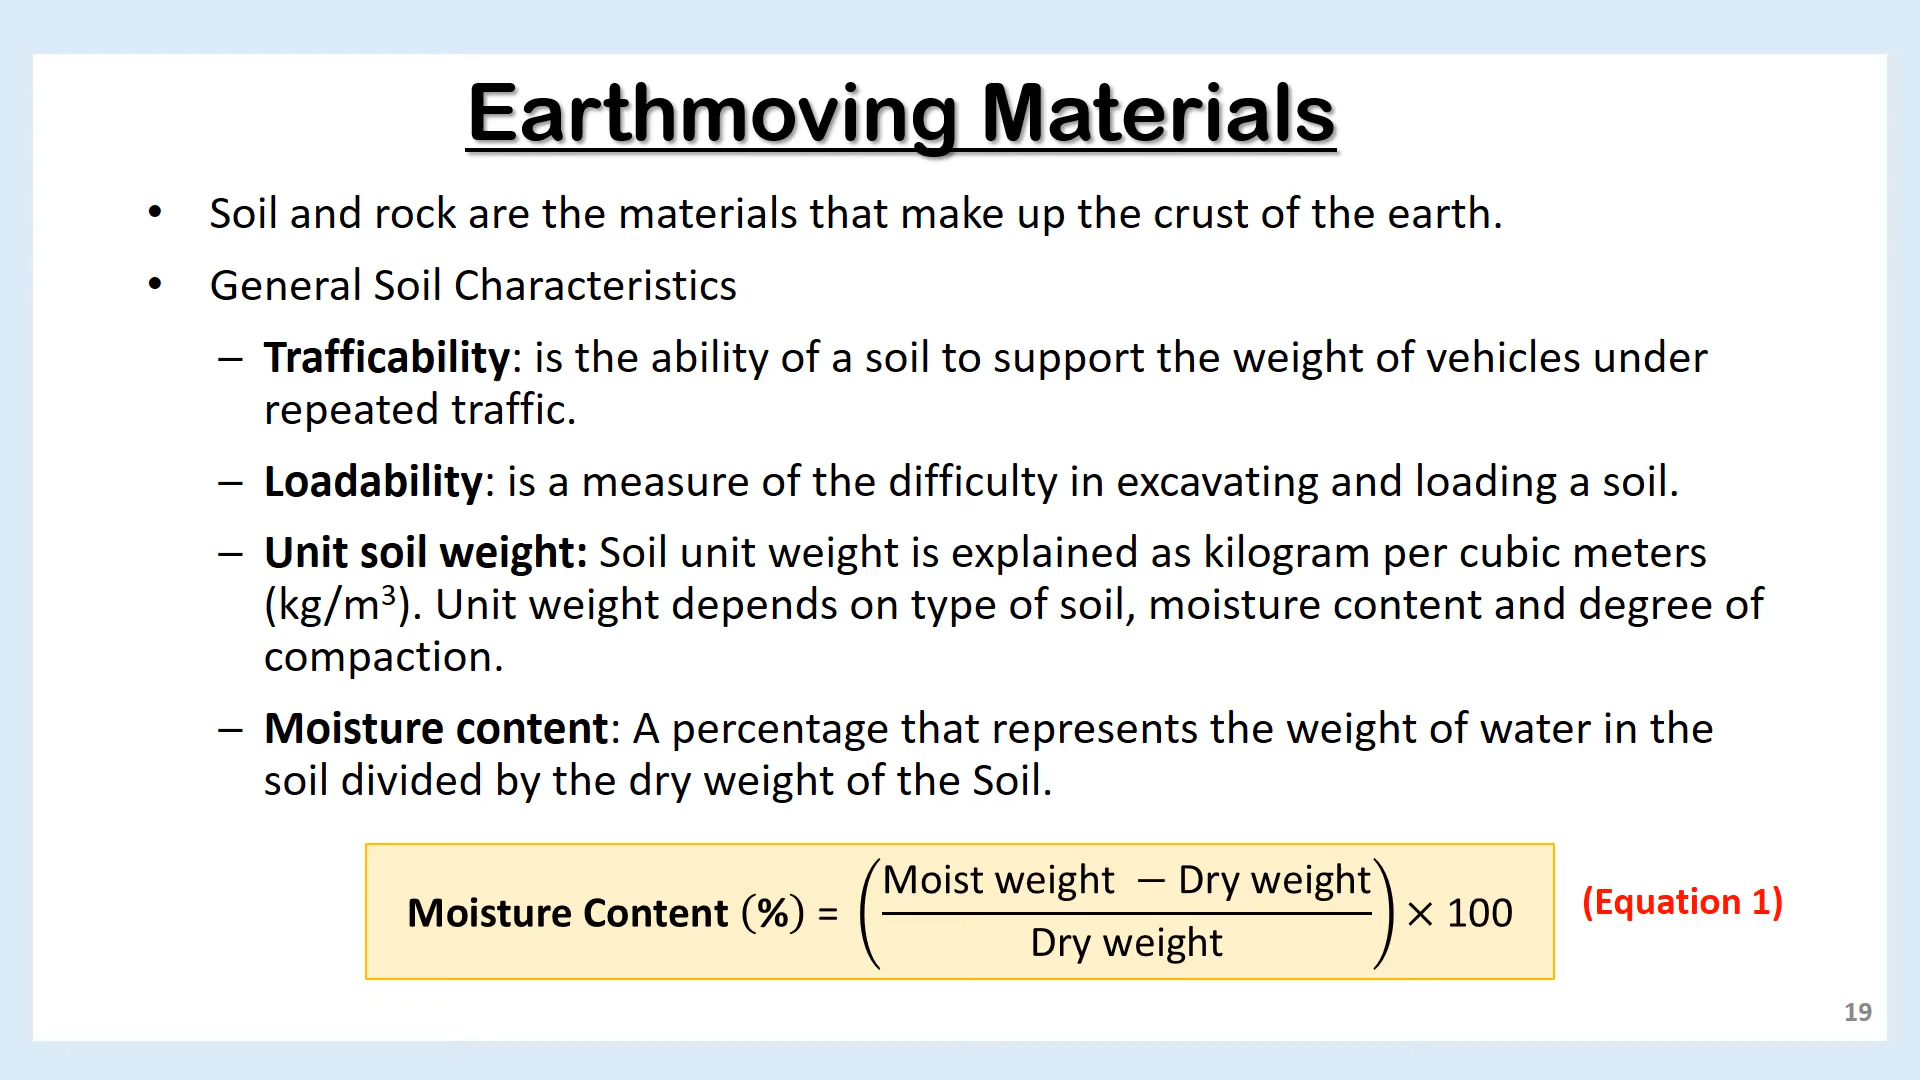 Earthmoving Materials
• Soil and rock are the materials that make up the crust of the earth.
• General Soil Characteristics
– Trafficability: is the ability of a soil to support the weight of vehicles under
repeated traffic.
– Loadability: is a measure of the difficulty in excavating and loading a soil.
– Unit soil weight: Soil unit weight is explained as kilogram per cubic meters
(kg/m³). Unit weight depends on type of soil, moisture content and degree of
compaction.
– Moisture content: A percentage that represents the weight of water in the
soil divided by the dry weight of the Soil.
Moisture Content (%) = (Moist weight − Dry weight / Dry weight) × 100 (Equation 1)
19